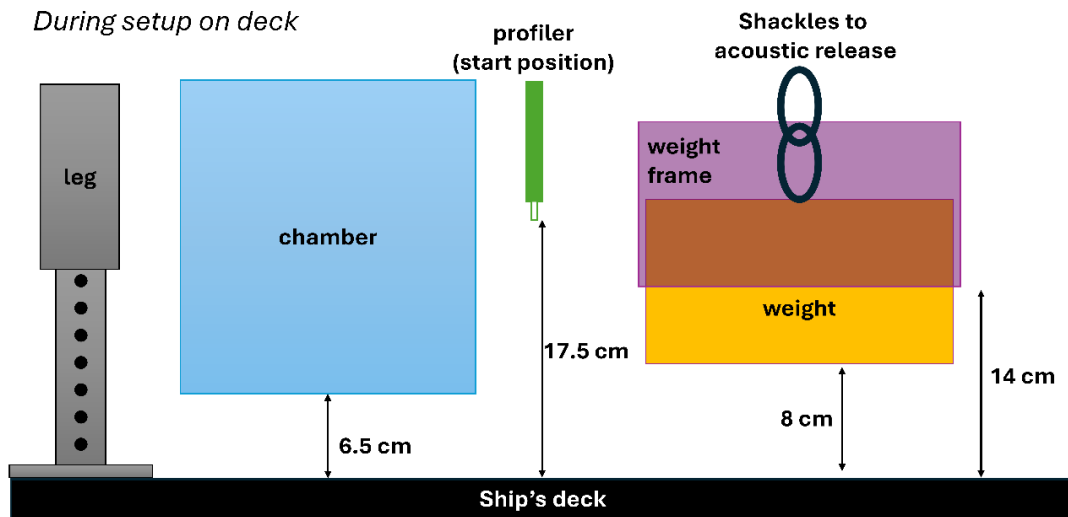 During setup on deck
profiler
(start position)
Shackles to
acoustic release
leg
chamber
weight
frame
weight
17.5 cm
14 cm
8 cm
6.5 cm
Ship's deck